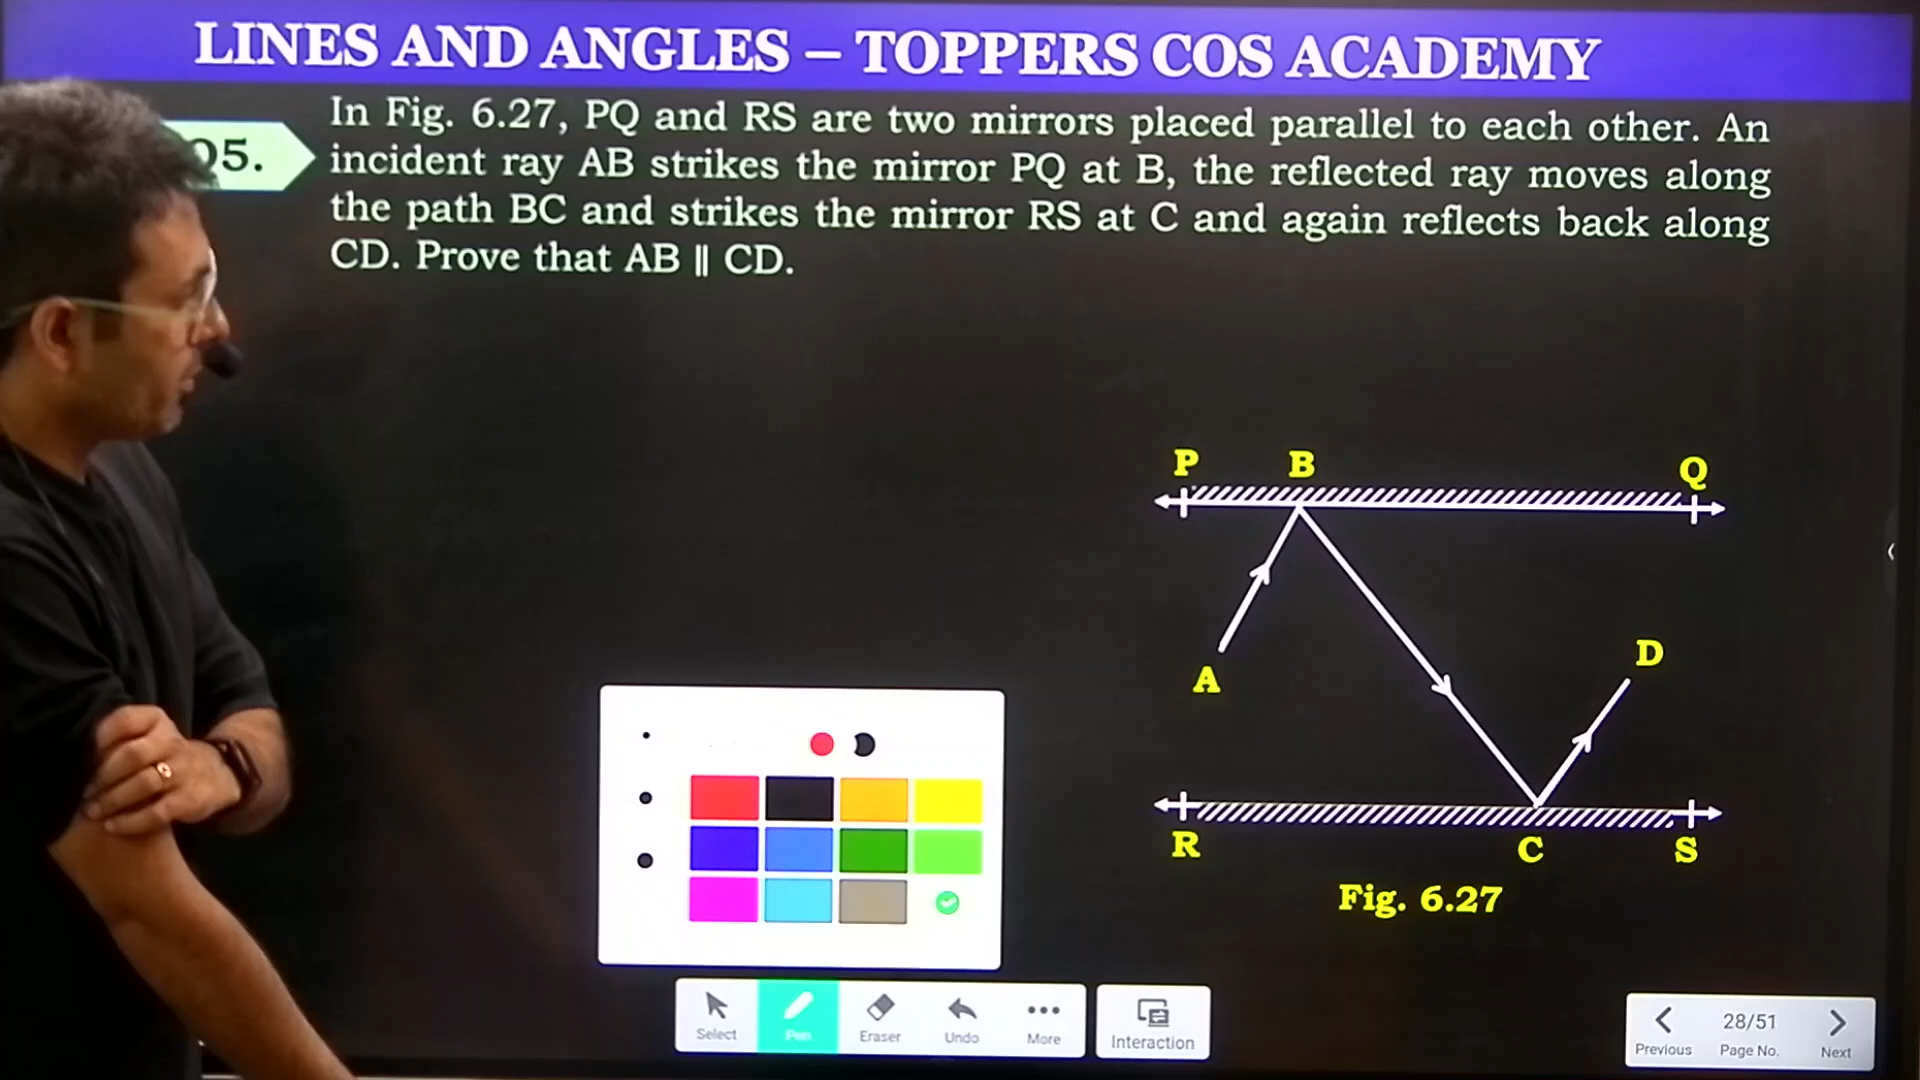 LINES AND ANGLES – TOPPERS COS ACADEMY
Q5.
In Fig. 6.27, PQ and RS are two mirrors placed parallel to each other. An
incident ray AB strikes the mirror PQ at B, the reflected ray moves along
the path BC and strikes the mirror RS at C and again reflects back along
CD. Prove that AB ∥ CD.
P B Q
A
D
R C S
Fig. 6.27
Select Pen Eraser Undo More Interaction
Previous 28/51 Page No. Next